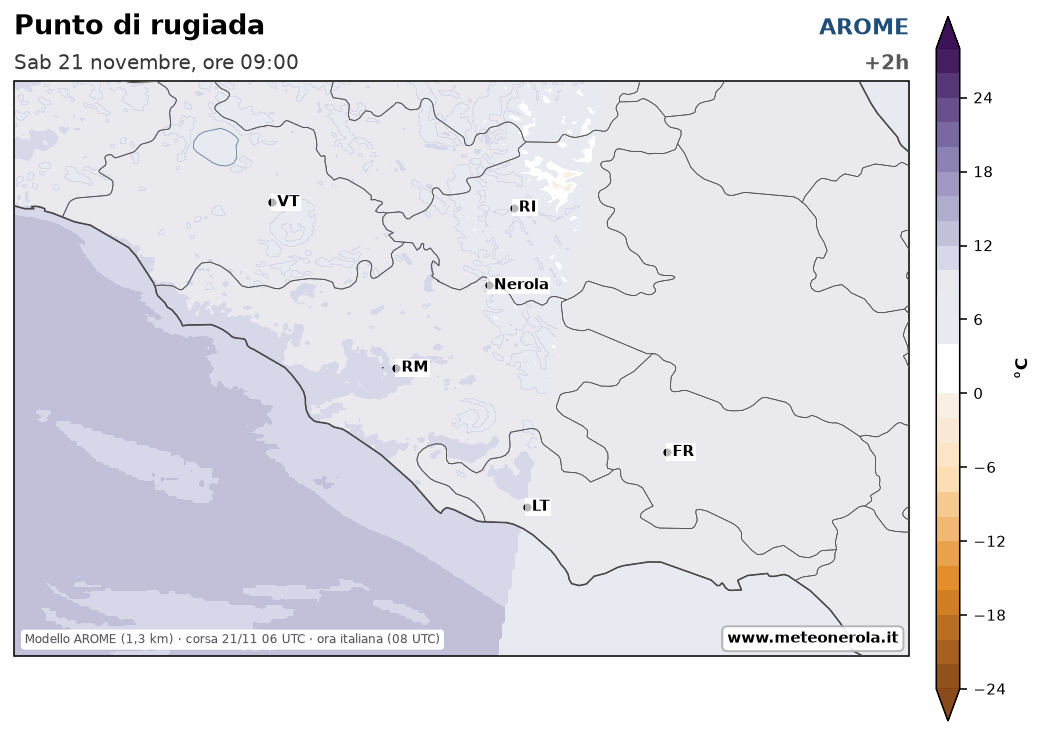 Punto di rugiada
AROME
Sab 21 novembre, ore 09:00
+2h
24
18
12
6
0
−6
−12
−18
−24
°C
VT
RI
Nerola
RM
FR
LT
Modello AROME (1,3 km) · corsa 21/11 06 UTC · ora italiana (08 UTC)
www.meteonerola.it